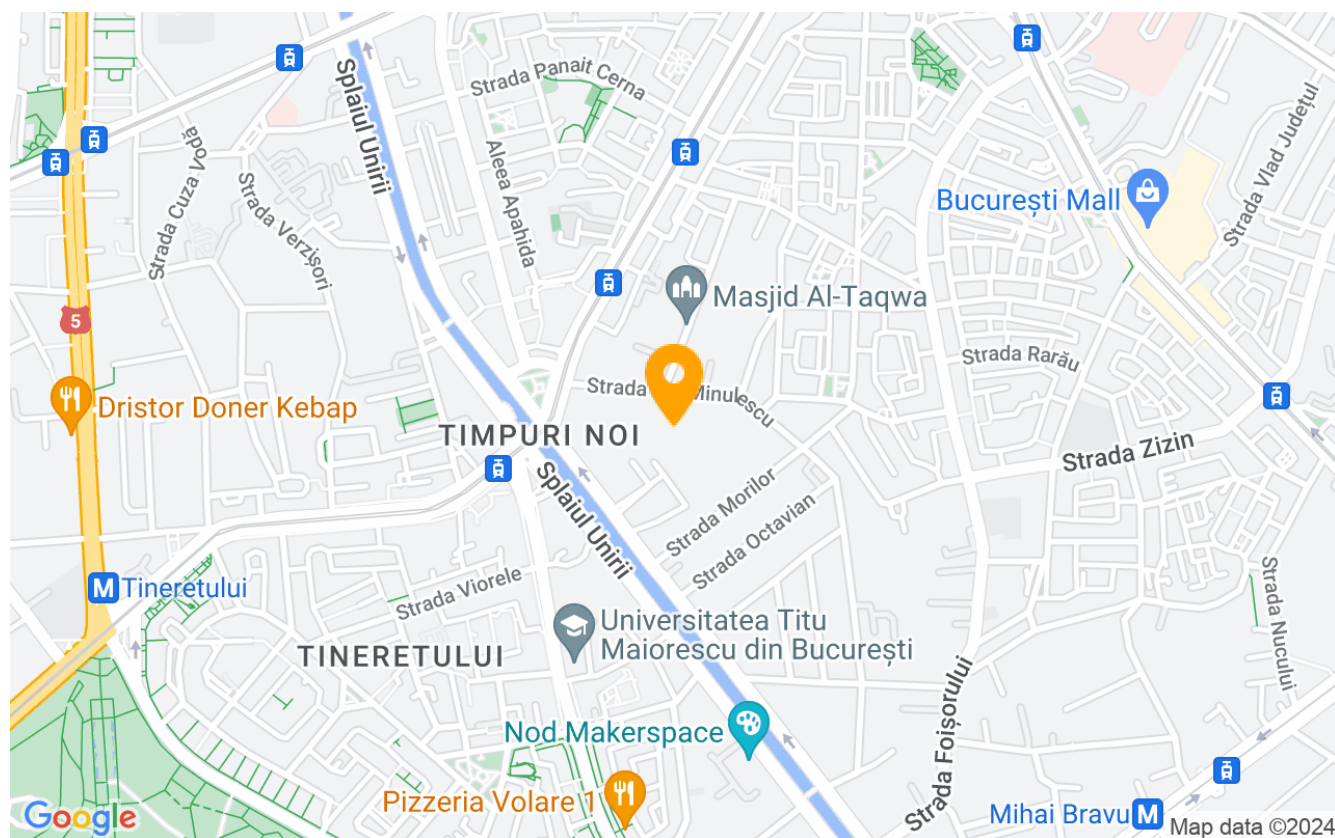 Strada Panait Cerna
Splaiul Unirii
Strada Vlad Județul
Strada Cuza Vodă
Aleea Apahida
Strada Verzișori
București Mall
Masjid Al-Taqwa
5
Strada Rarău
Strada
Minulescu
Dristor Doner Kebap
TIMPURI NOI
Strada Zizin
Splaiul Unirii
Strada Morilor
Strada Octavian
M Tineretului
Strada Viorele
Strada Nucului
Universitatea Titu
Maiorescu din București
TINERETULUI
Strada Foișorului
Nod Makerspace
Pizzeria Volare 1
Google
Mihai Bravu M
Map data ©2024